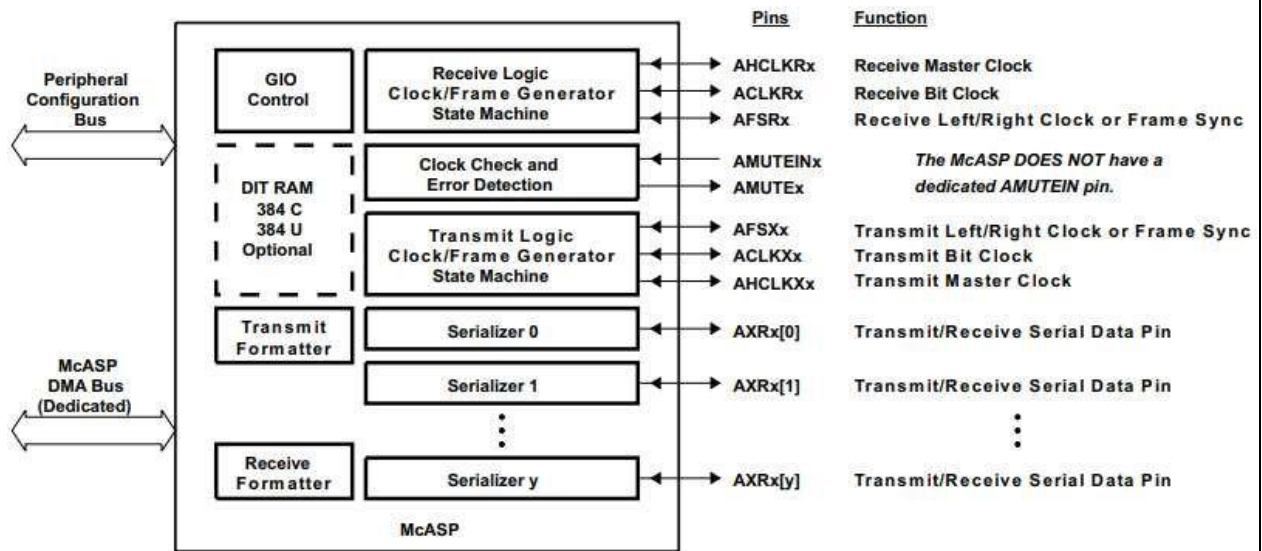 Pins Function
Peripheral
Configuration
Bus
McASP
DMA Bus
(Dedicated)
GIO
Control
DIT RAM
384 C
384 U
Optional
Transmit
Formatter
Receive
Formatter
Receive Logic
Clock/Frame Generator
State Machine
Clock Check and
Error Detection
Transmit Logic
Clock/Frame Generator
State Machine
Serializer 0
Serializer 1
Serializer y
McASP
AHCLKRx Receive Master Clock
ACLKRx Receive Bit Clock
AFSRx Receive Left/Right Clock or Frame Sync
AMUTEINx The McASP DOES NOT have a
AMUTEx dedicated AMUTEIN pin.
AFSXx Transmit Left/Right Clock or Frame Sync
ACLKXx Transmit Bit Clock
AHCLKXx Transmit Master Clock
AXRx[0] Transmit/Receive Serial Data Pin
AXRx[1] Transmit/Receive Serial Data Pin
AXRx[y] Transmit/Receive Serial Data Pin